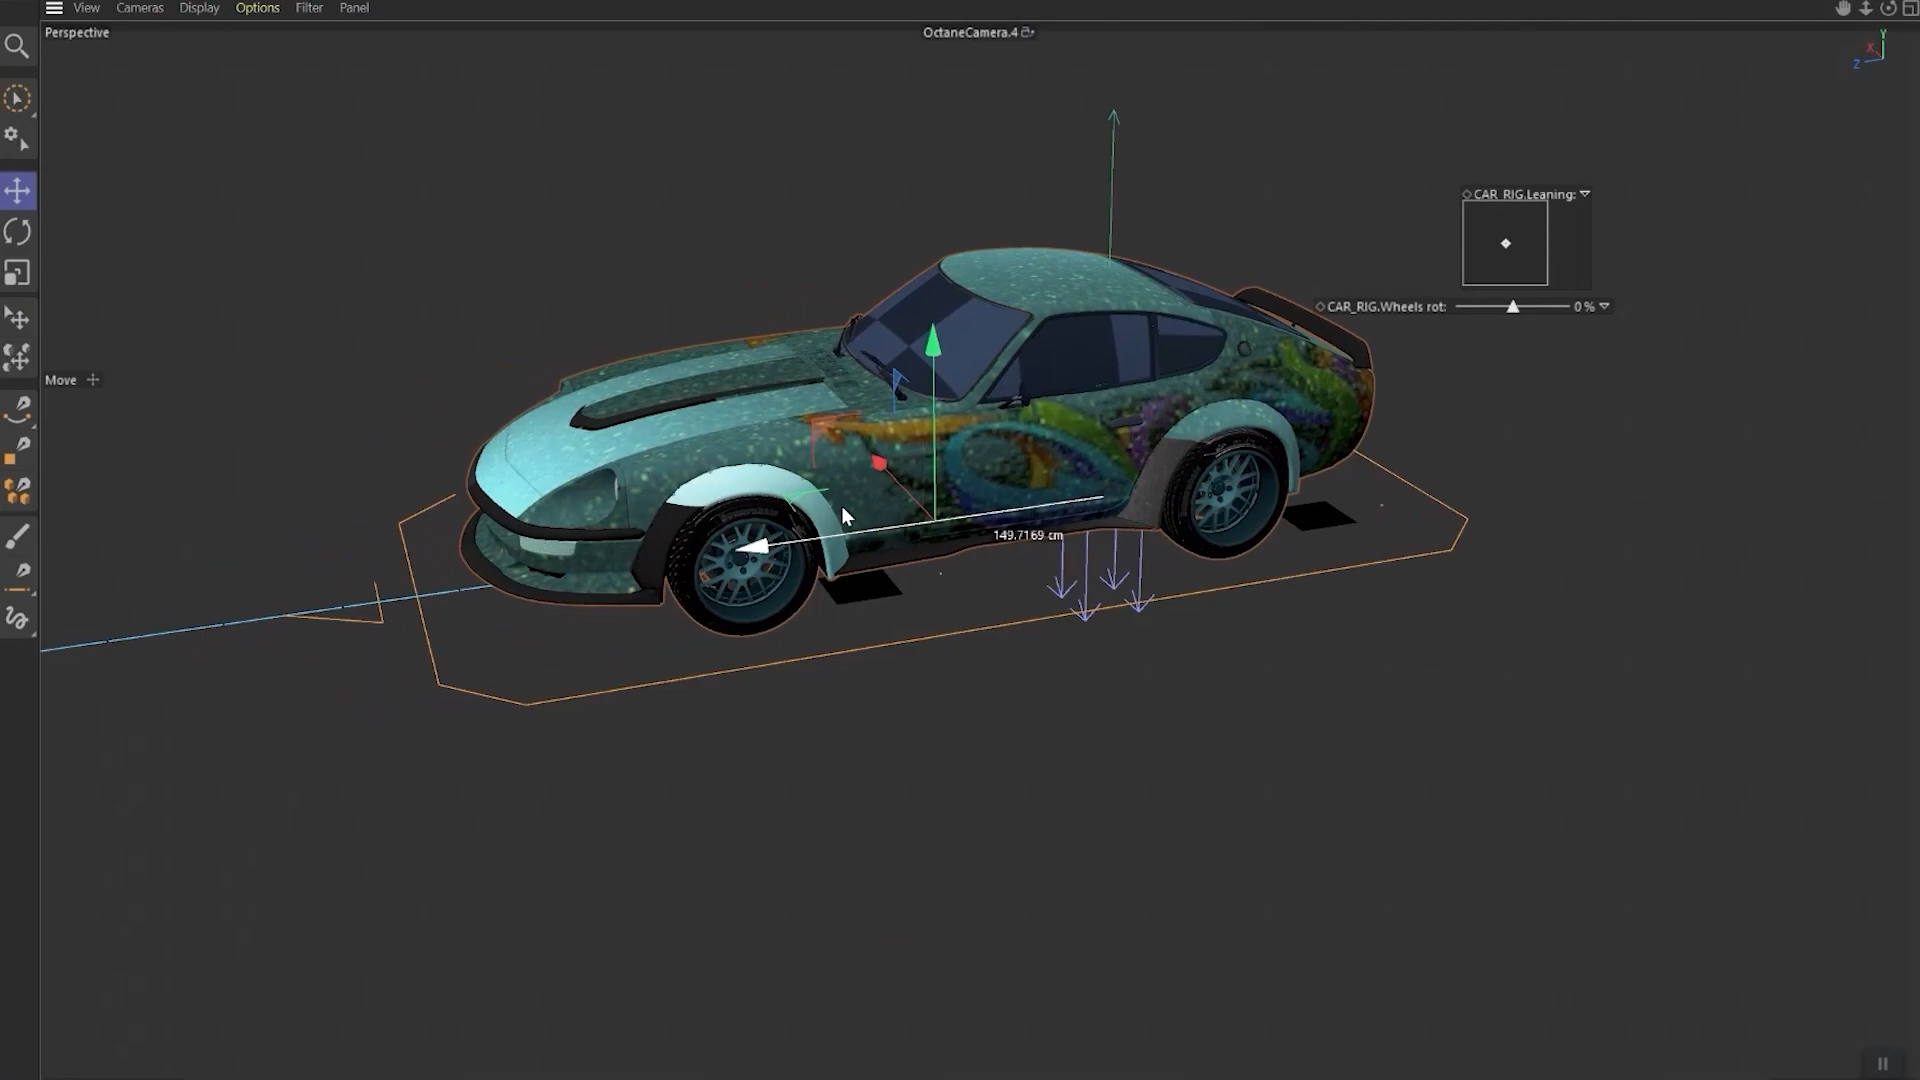 View Cameras Display Options Filter Panel
Perspective
OctaneCamera.4
Y
X
Z
CAR_RIG.Leaning:
CAR_RIG.Wheels rot: 0 %
Move
149.7169 cm